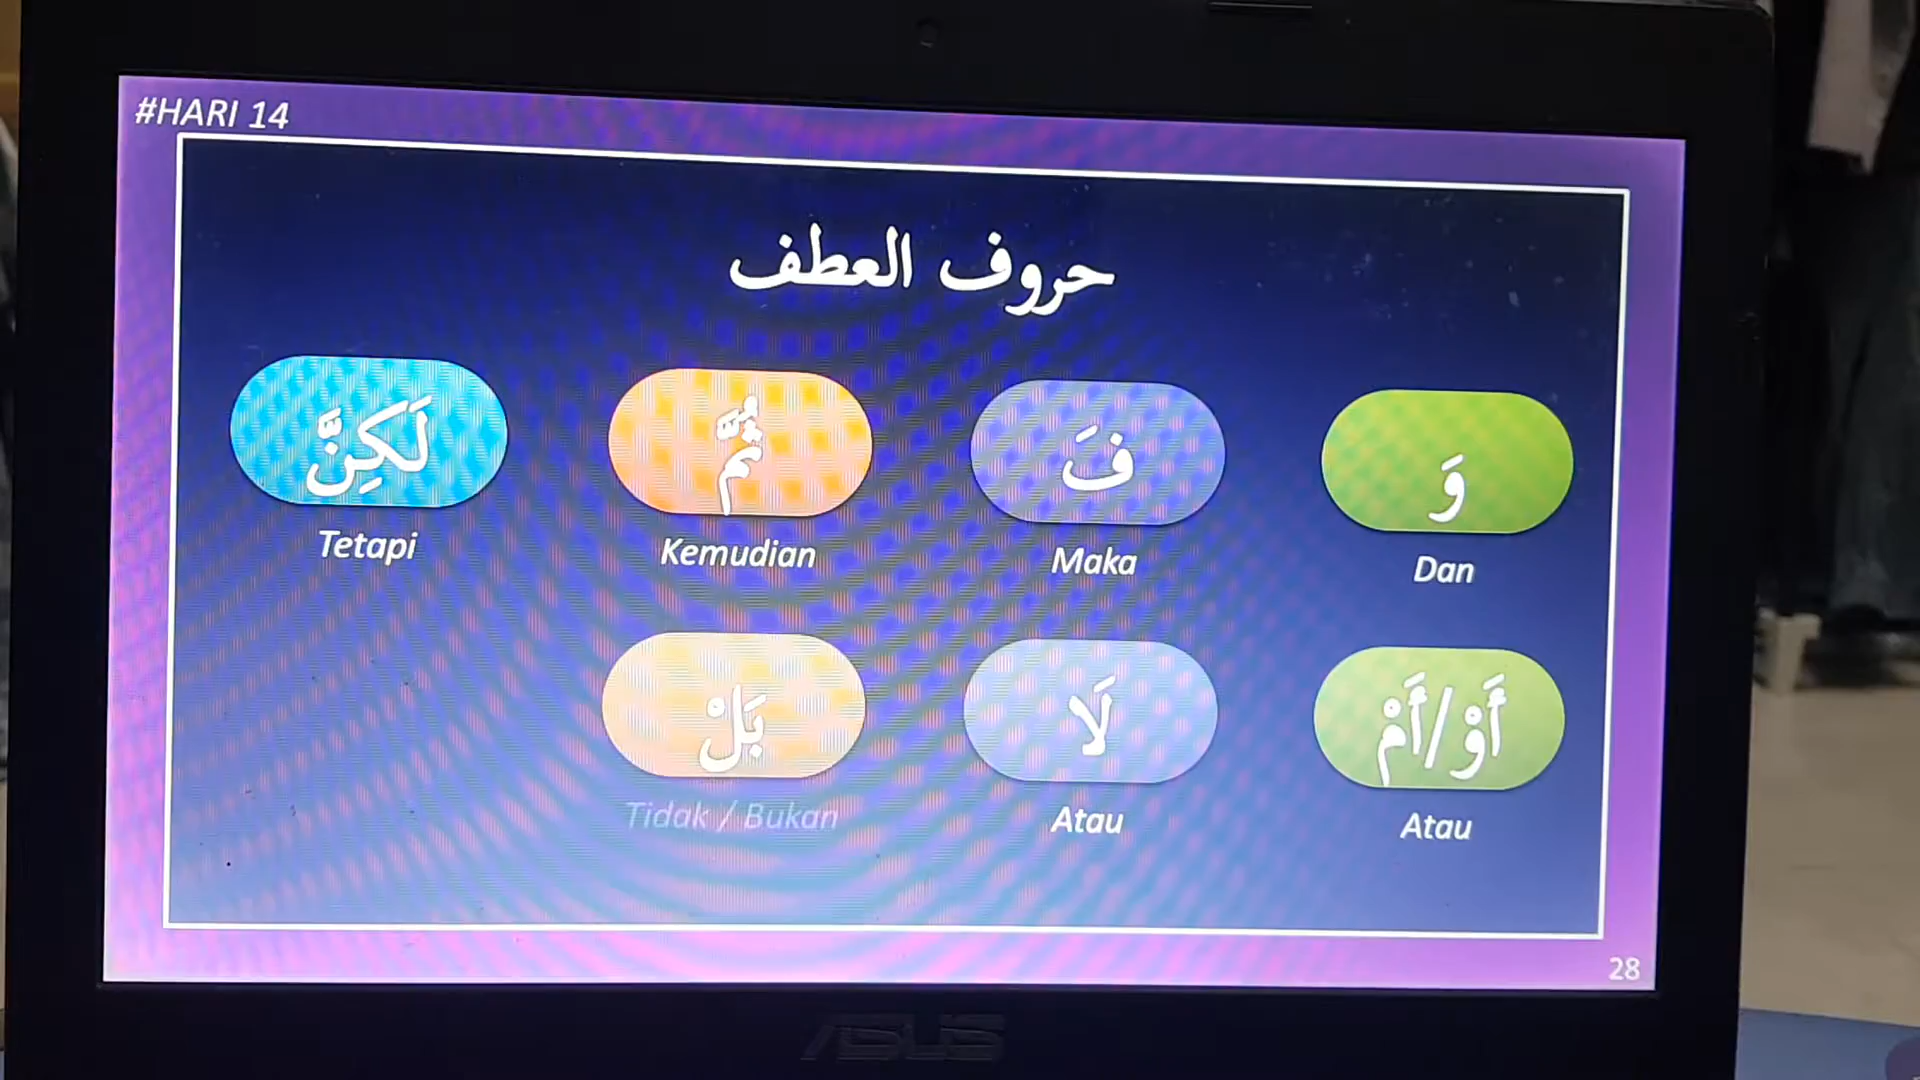 #HARI 14
حروف العطف
وَ
فَ
ثُمَّ
لَكِنَّ
Dan
Maka
Kemudian
Tetapi
أَوْ/أَمْ
لَا
بَلْ
Atau
Atau
Tidak / Bukan
28
ASUS